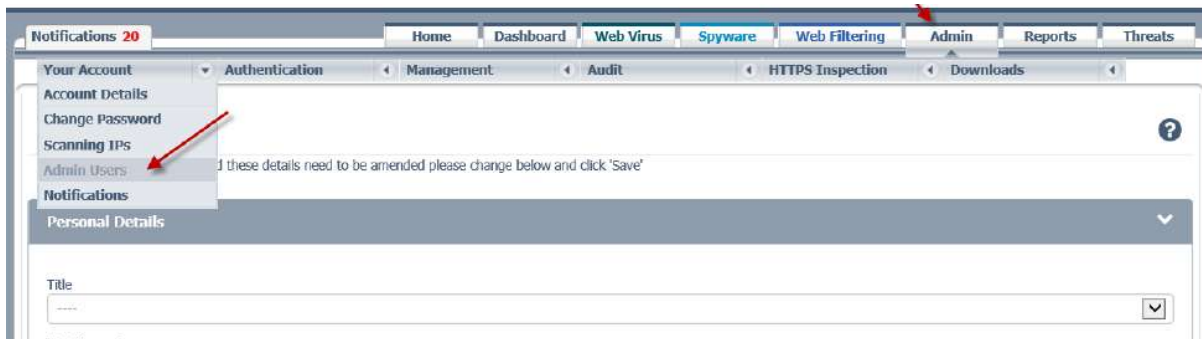 Notifications 20
Home Dashboard Web Virus Spyware Web Filtering Admin Reports Threats
Your Account Authentication Management Audit HTTPS Inspection Downloads
Account Details
Change Password
Scanning IPs
Admin Users
Notifications
these details need to be amended please change below and click 'Save'
Personal Details
Title
----